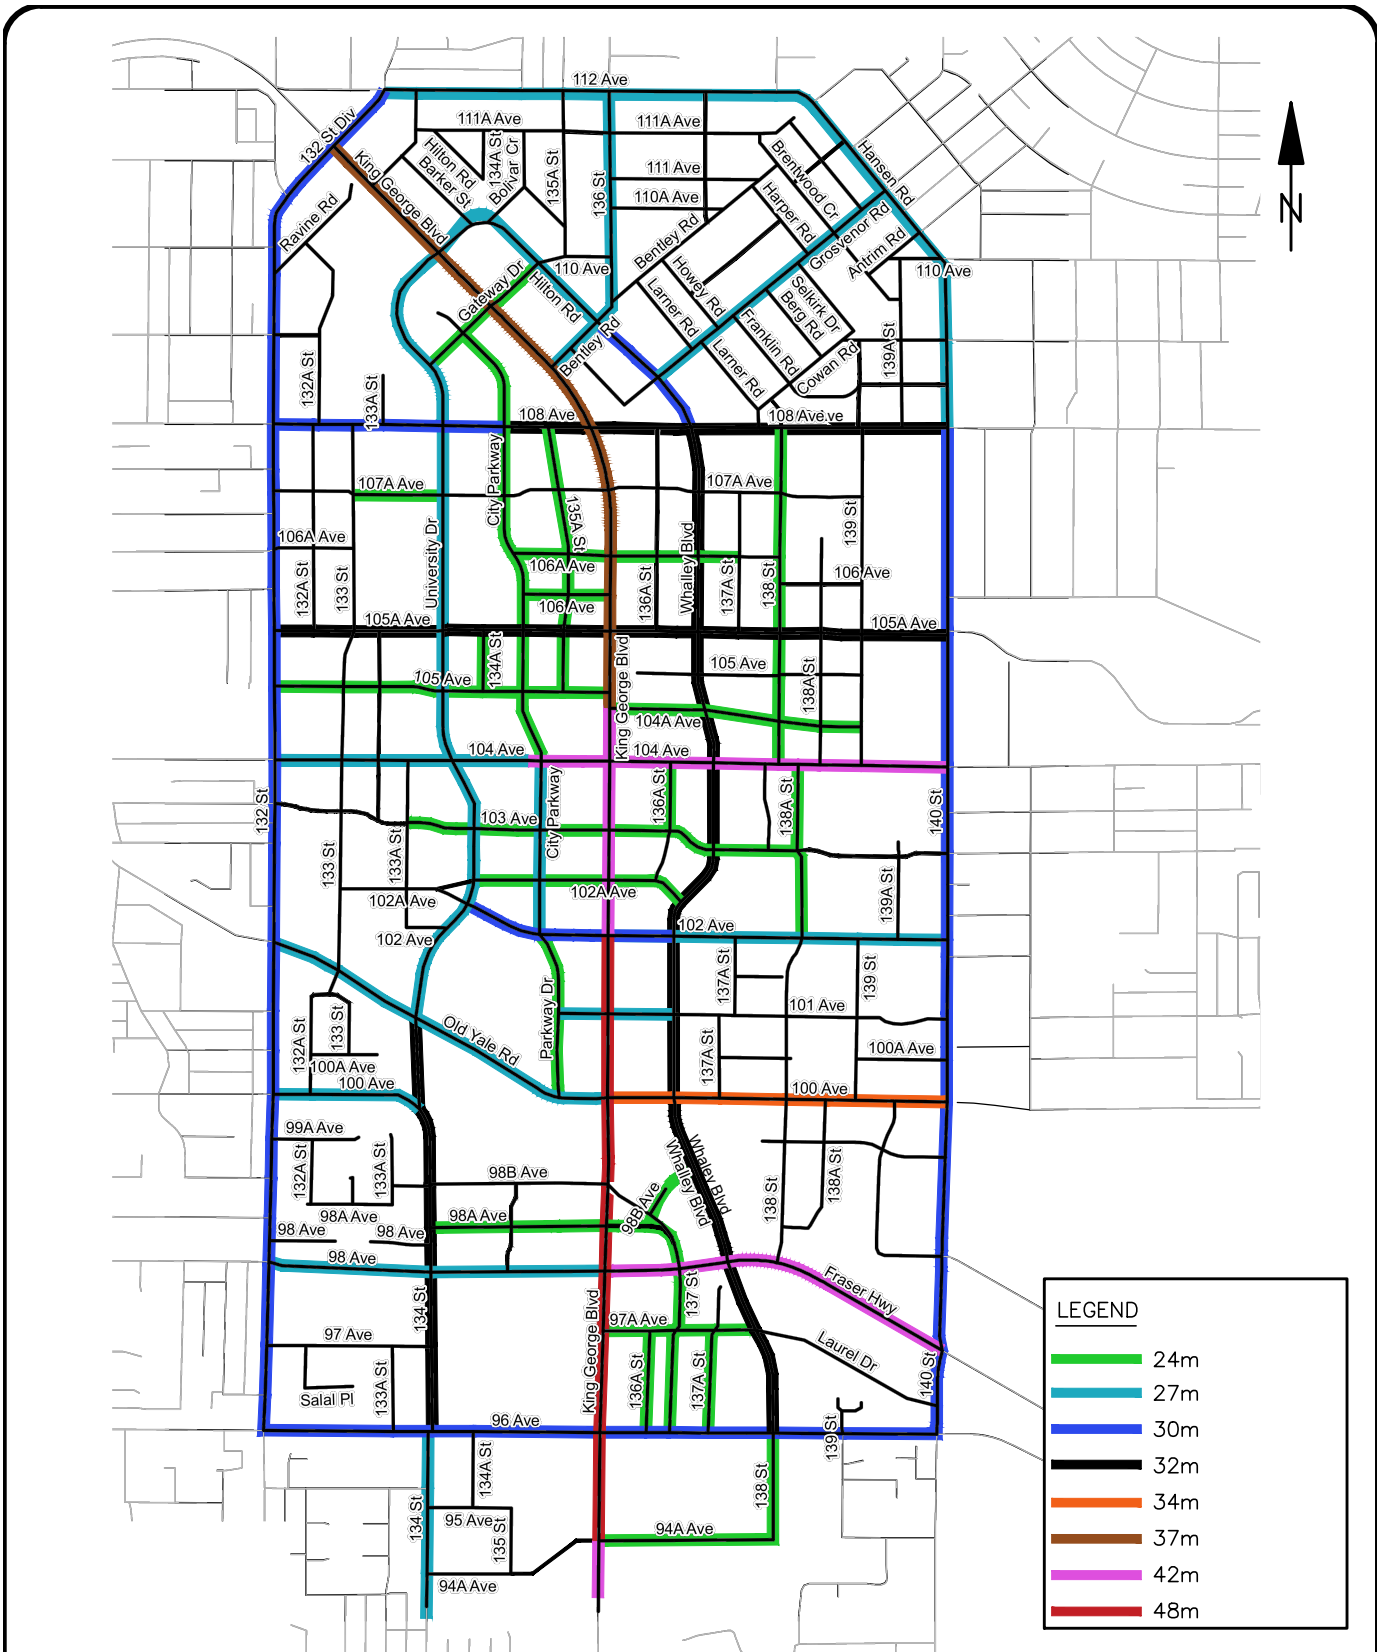 112 Ave
132 St Div
111A Ave
111A Ave
King George Blvd
Hilton Rd
Barker St
134A St
Bolivar Cr
135A St
136 St
111 Ave
110A Ave
Brentwood Cr
Hansen Rd
Harper Rd
Grosvenor Rd
Antrim Rd
Ravine Rd
Bentley Rd
110 Ave
110 Ave
Gateway Dr
Hilton Rd
Howey Rd
Larner Rd
Selkirk Dr
Berg Rd
Franklin Rd
Bentley Rd
Larner Rd
Cowan Rd
139A St
132A St
133A St
108 Ave
108 Ave
N
107A Ave
107A Ave
City Parkway
135A St
139 St
University Dr
Whalley Blvd
106A Ave
106A Ave
106 Ave
106 Ave
132A St
133 St
136A St
137A St
138 St
105A Ave
105A Ave
134A St
King George Blvd
105 Ave
105 Ave
138A St
104A Ave
104 Ave
104 Ave
132 St
City Parkway
136A St
138A St
140 St
103 Ave
133 St
133A St
102A Ave
102A Ave
139A St
102 Ave
102 Ave
137A St
139 St
Parkway Dr
101 Ave
Old Yale Rd
132A St
133 St
137A St
100A Ave
100A Ave
100 Ave
100 Ave
99A Ave
132A St
133A St
98B Ave
98B Ave
Whalley Blvd
Whaley Blvd
138 St
138A St
98A Ave
98A Ave
98 Ave
98 Ave
98 Ave
134 St
137 St
Fraser Hwy
King George Blvd
97A Ave
97 Ave
Laurel Dr
Salal Pl
133A St
136A St
137A St
140 St
96 Ave
139 St
134 St
134A St
138 St
95 Ave
135 St
94A Ave
94A Ave
LEGEND
24m
27m
30m
32m
34m
37m
42m
48m